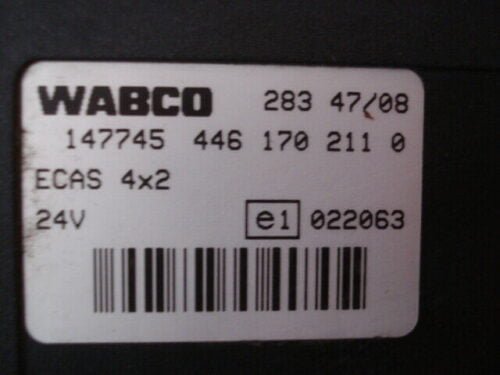 WABCO 283 47/08
147745 446 170 211 0
ECAS 4x2
24V e1 022063